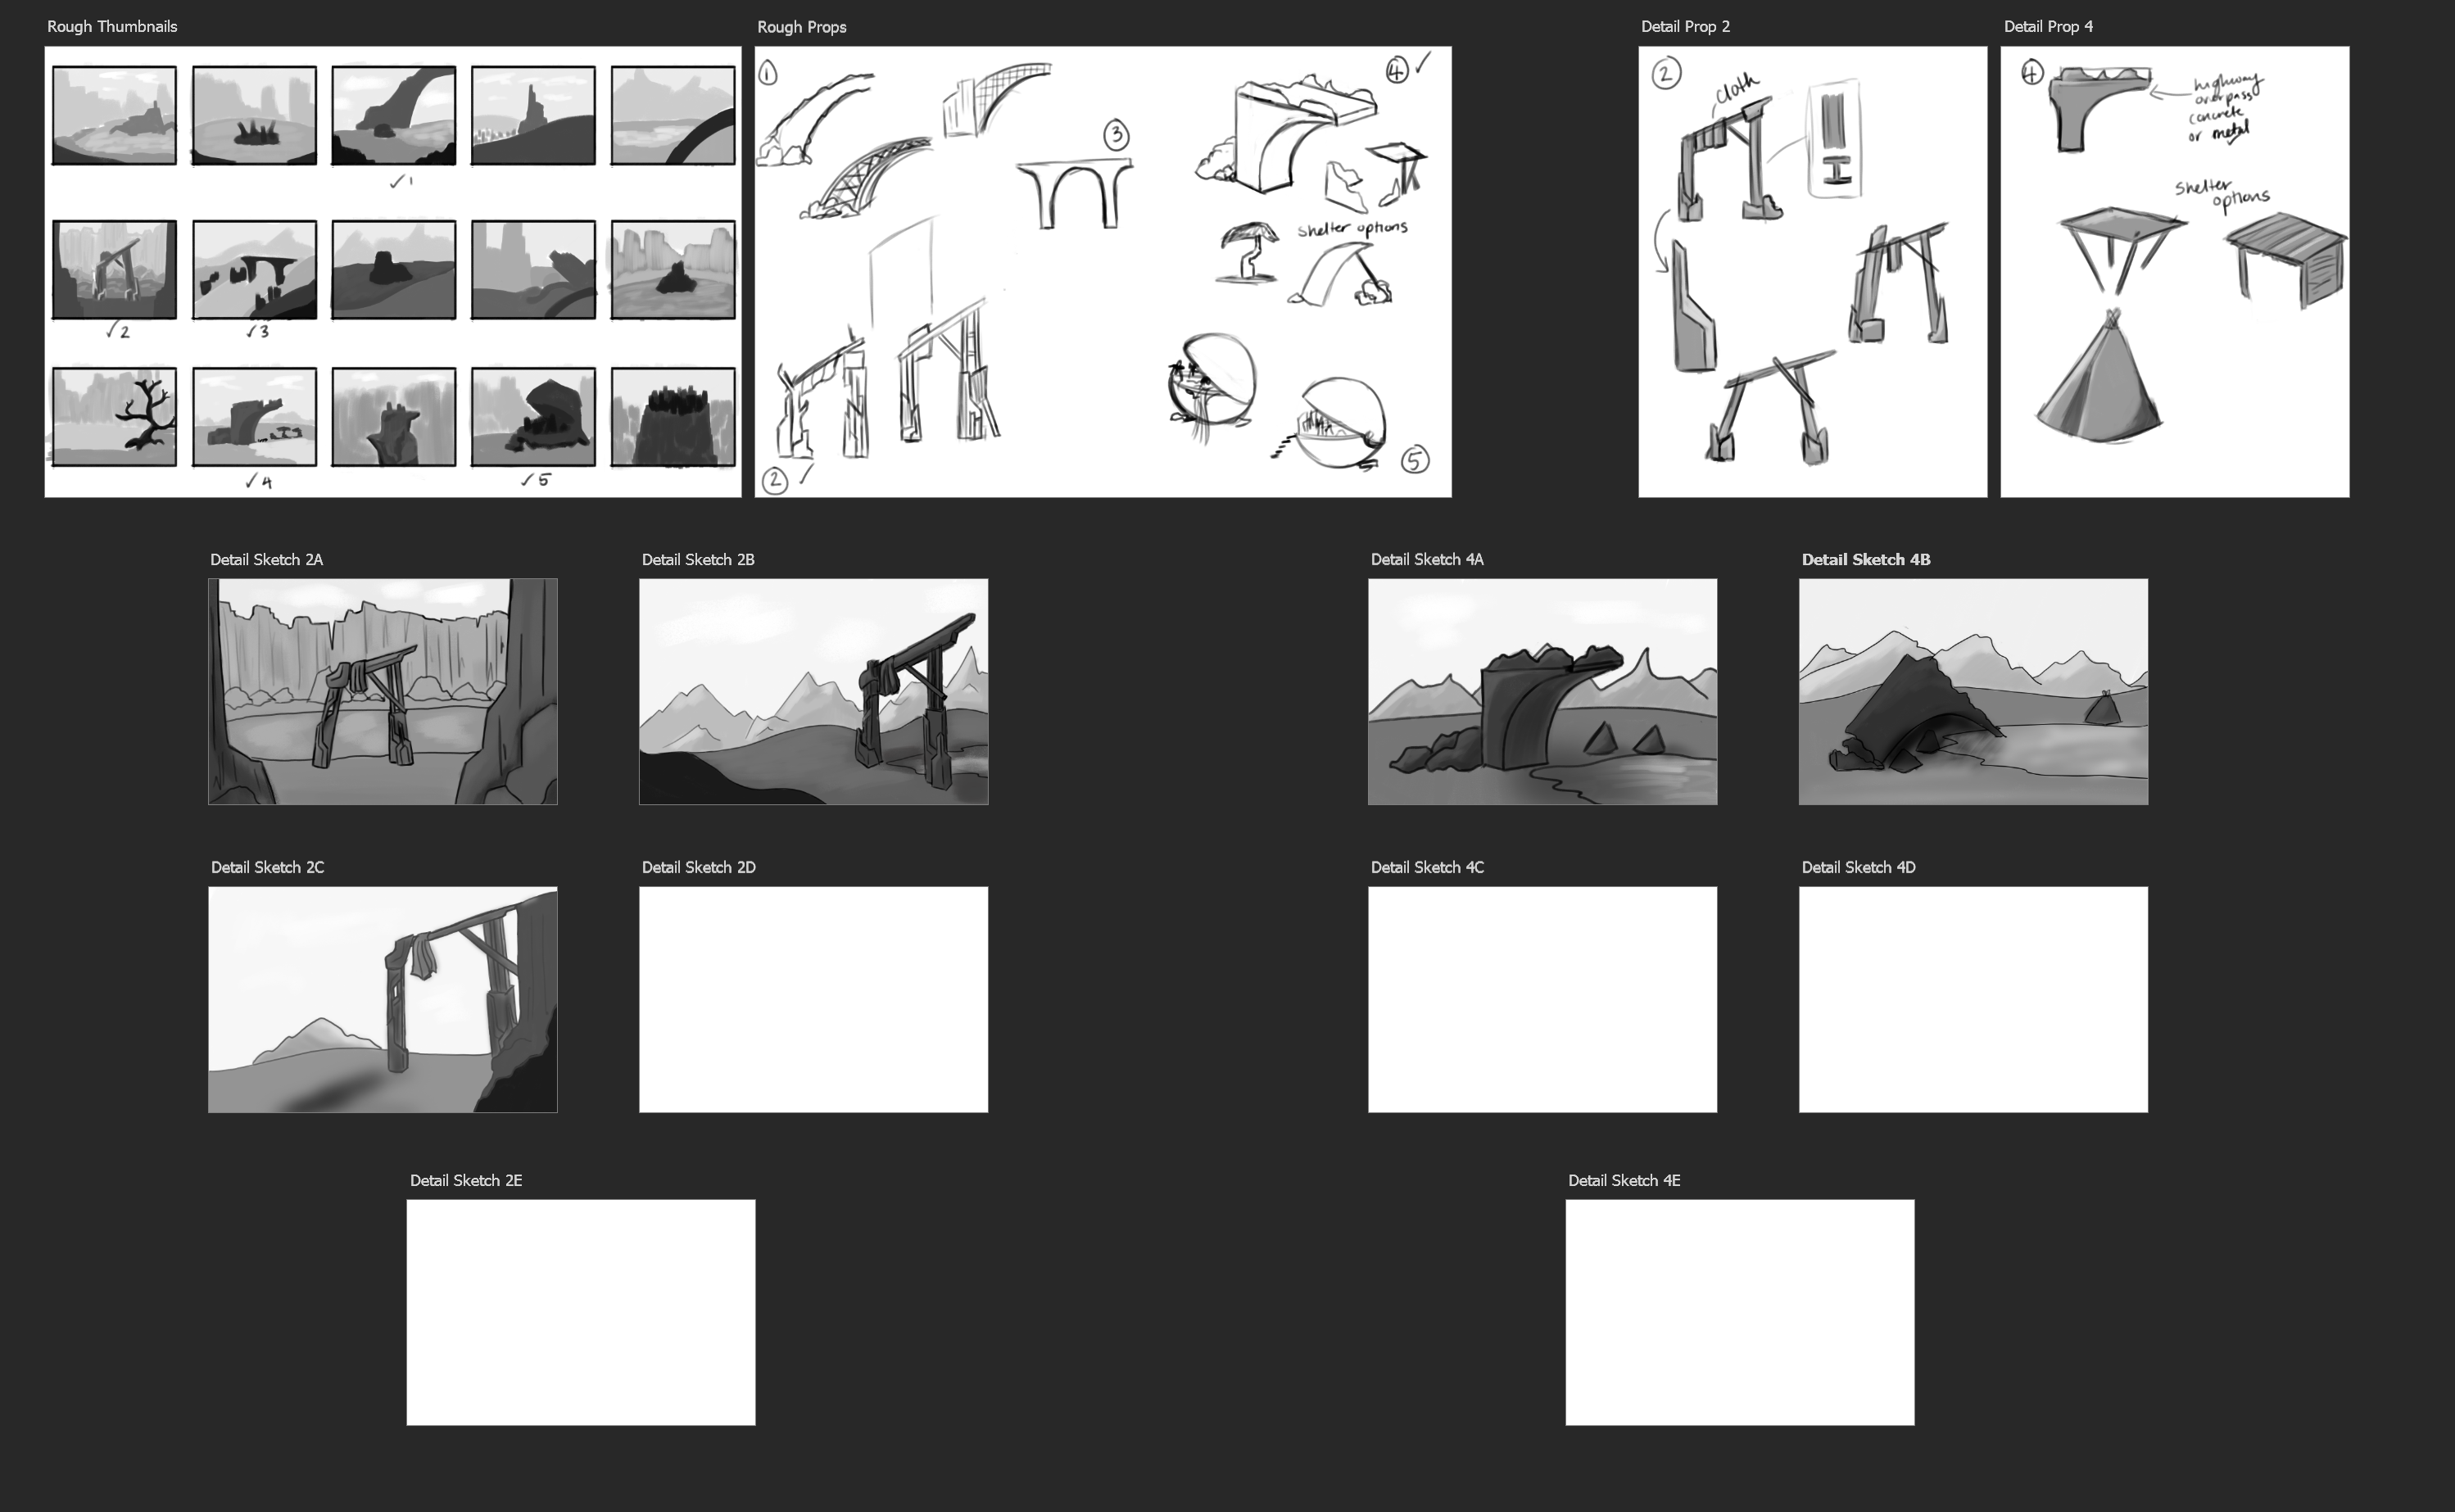 Rough Thumbnails
✓1
✓2
✓3
✓4
✓5
Rough Props
1
3
4 ✓
shelter options
2 ✓
5
Detail Prop 2
2
cloth
Detail Prop 4
4
highway
overpass
concrete
or metal
shelter
options
Detail Sketch 2A
Detail Sketch 2B
Detail Sketch 4A
Detail Sketch 4B
Detail Sketch 2C
Detail Sketch 2D
Detail Sketch 4C
Detail Sketch 4D
Detail Sketch 2E
Detail Sketch 4E